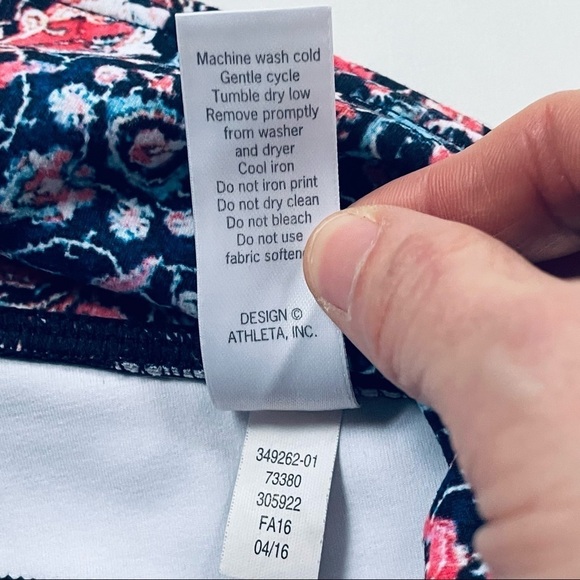 Machine wash cold
Gentle cycle
Tumble dry low
Remove promptly
from washer
and dryer
Cool iron
Do not iron print
Do not dry clean
Do not bleach
Do not use
fabric soften
DESIGN ©
ATHLETA, INC.
349262-01
73380
305922
FA16
04/16